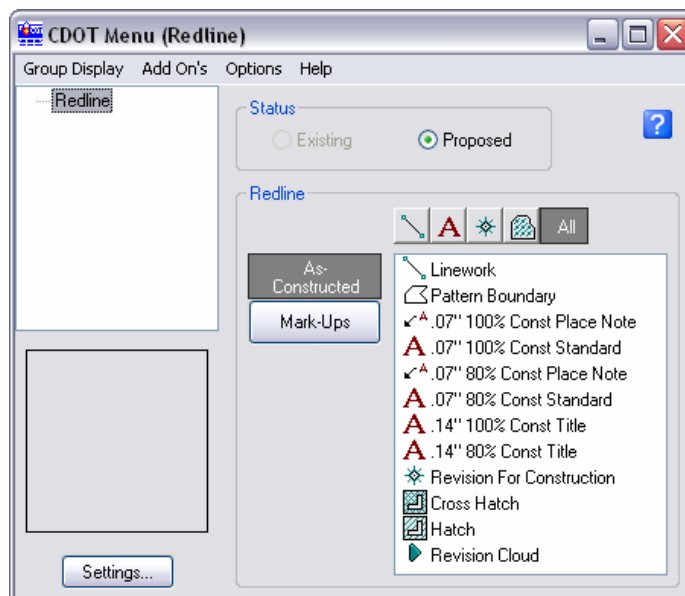 CDOT Menu (Redline)
Group Display Add On's Options Help
Redline
Status
Existing
Proposed
?
Redline
A
All
As-
Constructed
Mark-Ups
Linework
Pattern Boundary
A .07" 100% Const Place Note
A .07" 100% Const Standard
A .07" 80% Const Place Note
A .07" 80% Const Standard
A .14" 100% Const Title
A .14" 80% Const Title
Revision For Construction
Cross Hatch
Hatch
Revision Cloud
Settings...